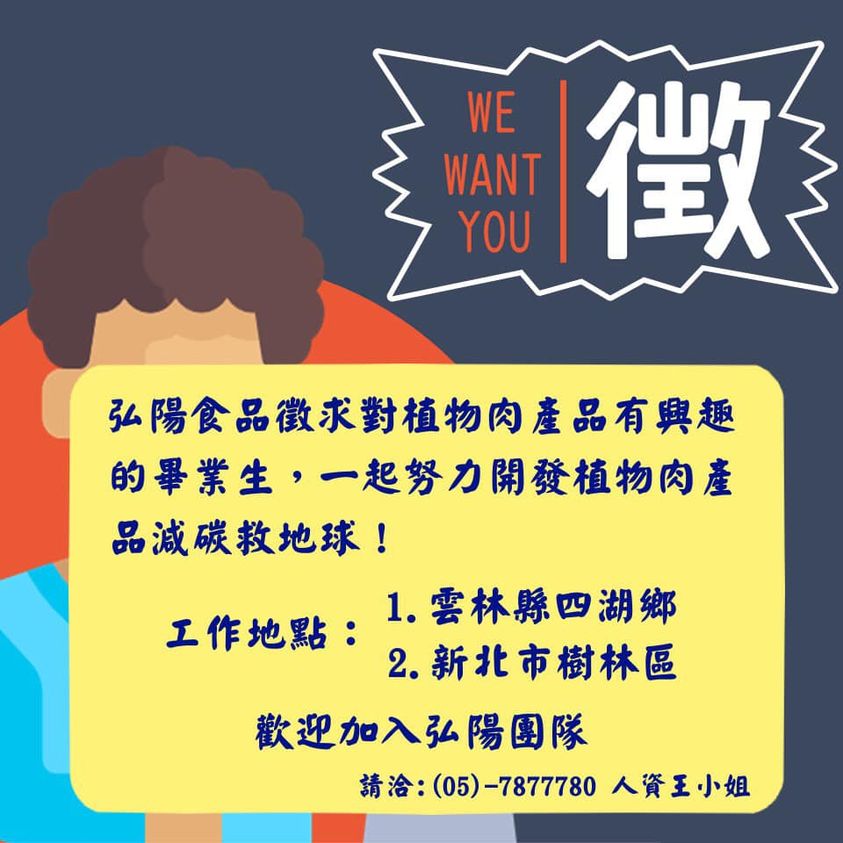 WE
WANT
YOU
徵
弘陽食品徵求對植物肉產品有興趣
的畢業生，一起努力開發植物肉產
品減碳救地球！
工作地點：
1.雲林縣四湖鄉
2.新北市樹林區
歡迎加入弘陽團隊
請洽:(05)-7877780 人資王小姐